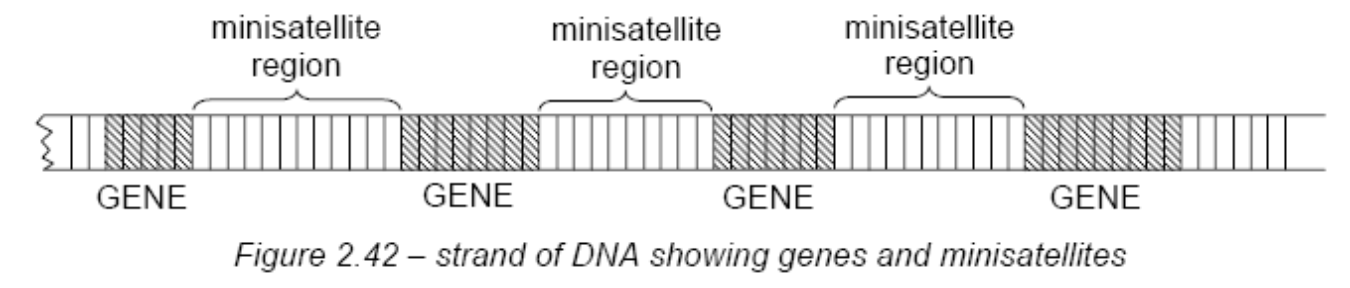 minisatellite region
minisatellite region
minisatellite region
GENE GENE GENE GENE
Figure 2.42 – strand of DNA showing genes and minisatellites